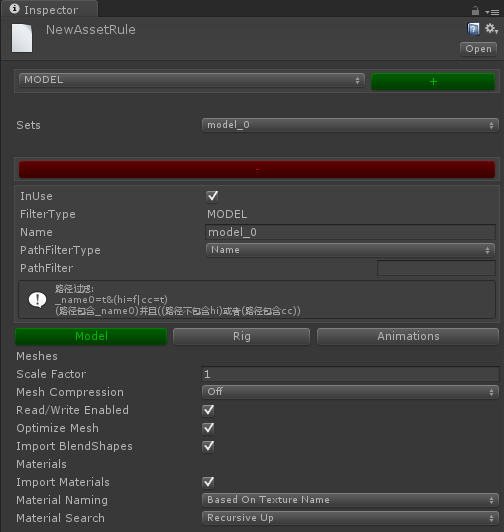 Inspector
NewAssetRule
Open
MODEL
+
Sets model_0
-
InUse
FilterType MODEL
Name model_0
PathFilterType Name
PathFilter
路径过滤:
_name0=t&(hi=f|cc=t)
(路径包含_name0)并且((路径不包含hi)或者(路径包含cc))
Model Rig Animations
Meshes
Scale Factor 1
Mesh Compression Off
Read/Write Enabled
Optimize Mesh
Import BlendShapes
Materials
Import Materials
Material Naming Based On Texture Name
Material Search Recursive Up